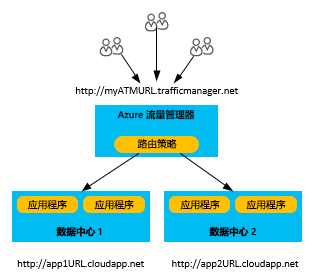 http://myATMURL.trafficmanager.net
Azure 流量管理器
路由策略
应用程序 应用程序 应用程序 应用程序
数据中心 1 数据中心 2
http://app1URL.cloudapp.net http://app2URL.cloudapp.net